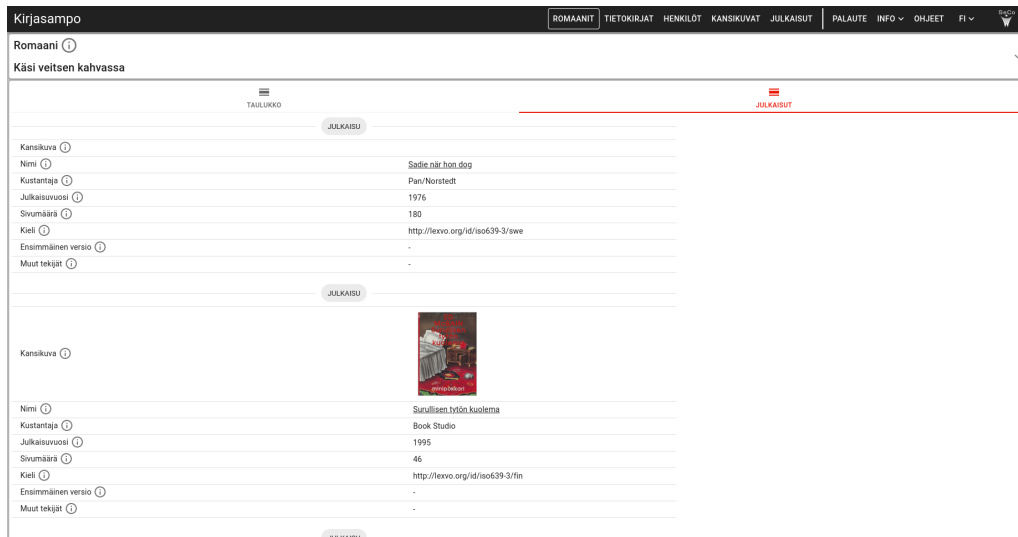 Kirjasampo ROMAANIT TIETOKIRJAT HENKILÖT KANSIKUVAT JULKAISUT PALAUTE INFO OHJEET FI SeCo
Romaani
Käsi veitsen kahvassa
TAULUKKO JULKAISUT
JULKAISU
Kansikuva
Nimi Sadie när hon dog
Kustantaja Pan/Norstedt
Julkaisuvuosi 1976
Sivumäärä 180
Kieli http://lexvo.org/id/iso639-3/swe
Ensimmäinen versio -
Muut tekijät -
JULKAISU
Kansikuva
minipokkari
Nimi Surullisen tytön kuolema
Kustantaja Book Studio
Julkaisuvuosi 1995
Sivumäärä 46
Kieli http://lexvo.org/id/iso639-3/fin
Ensimmäinen versio -
Muut tekijät -
JULKAISU